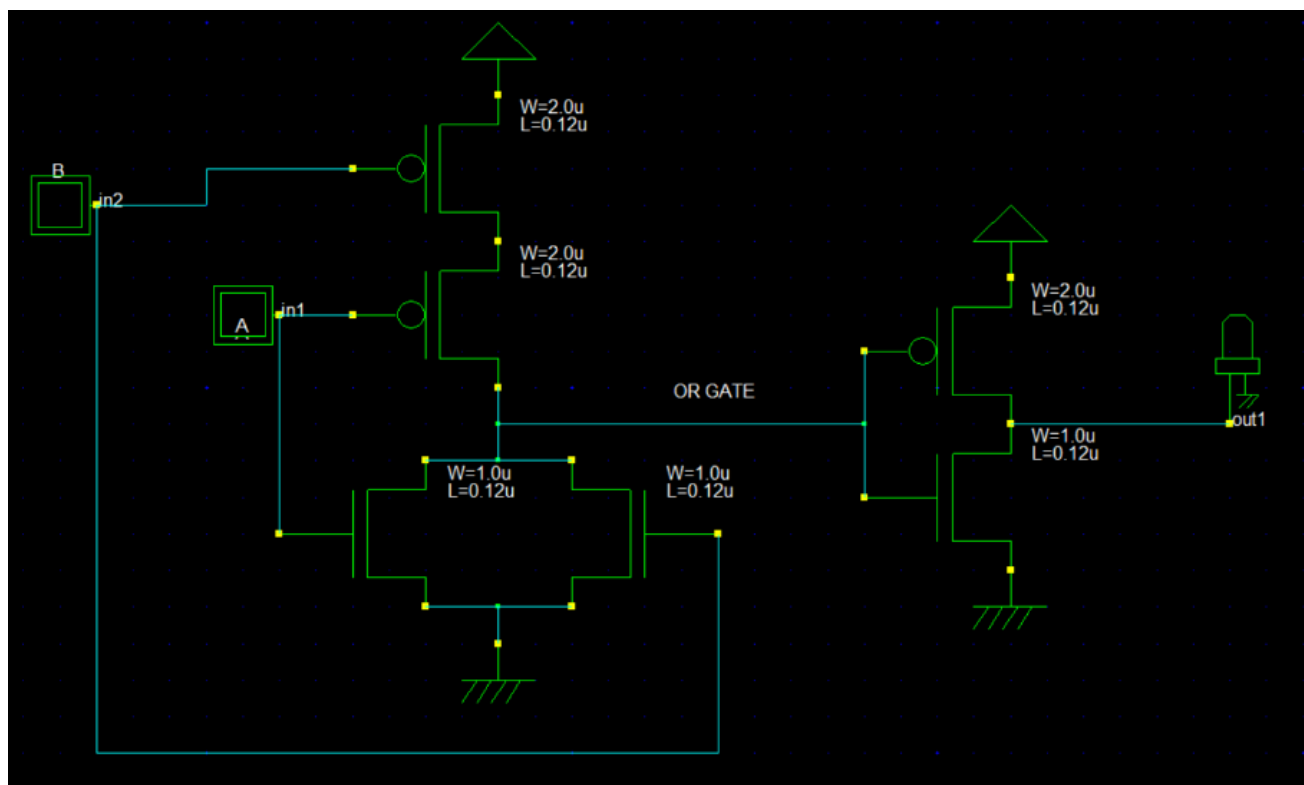 W=2.0u
L=0.12u
B
in2
W=2.0u
L=0.12u
in1
A
W=2.0u
L=0.12u
OR GATE
out1
W=1.0u
L=0.12u
W=1.0u
L=0.12u
W=1.0u
L=0.12u